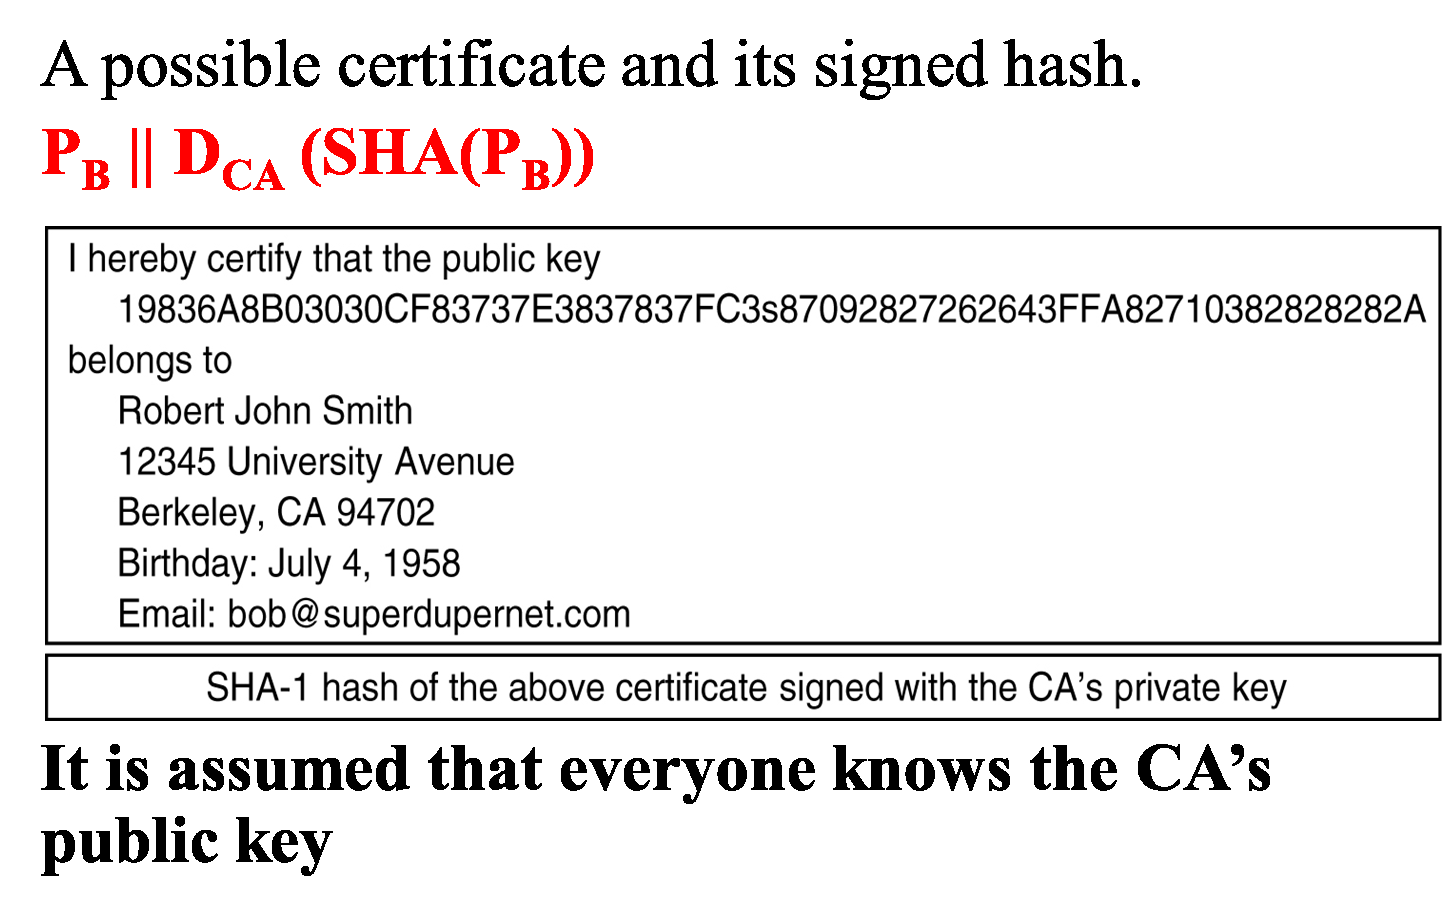 A possible certificate and its signed hash.
P_B || D_CA (SHA(P_B))
I hereby certify that the public key
19836A8B03030CF83737E3837837FC3s87092827262643FFA82710382828282A
belongs to
Robert John Smith
12345 University Avenue
Berkeley, CA 94702
Birthday: July 4, 1958
Email: bob@superdupernet.com
SHA-1 hash of the above certificate signed with the CA’s private key
It is assumed that everyone knows the CA’s
public key